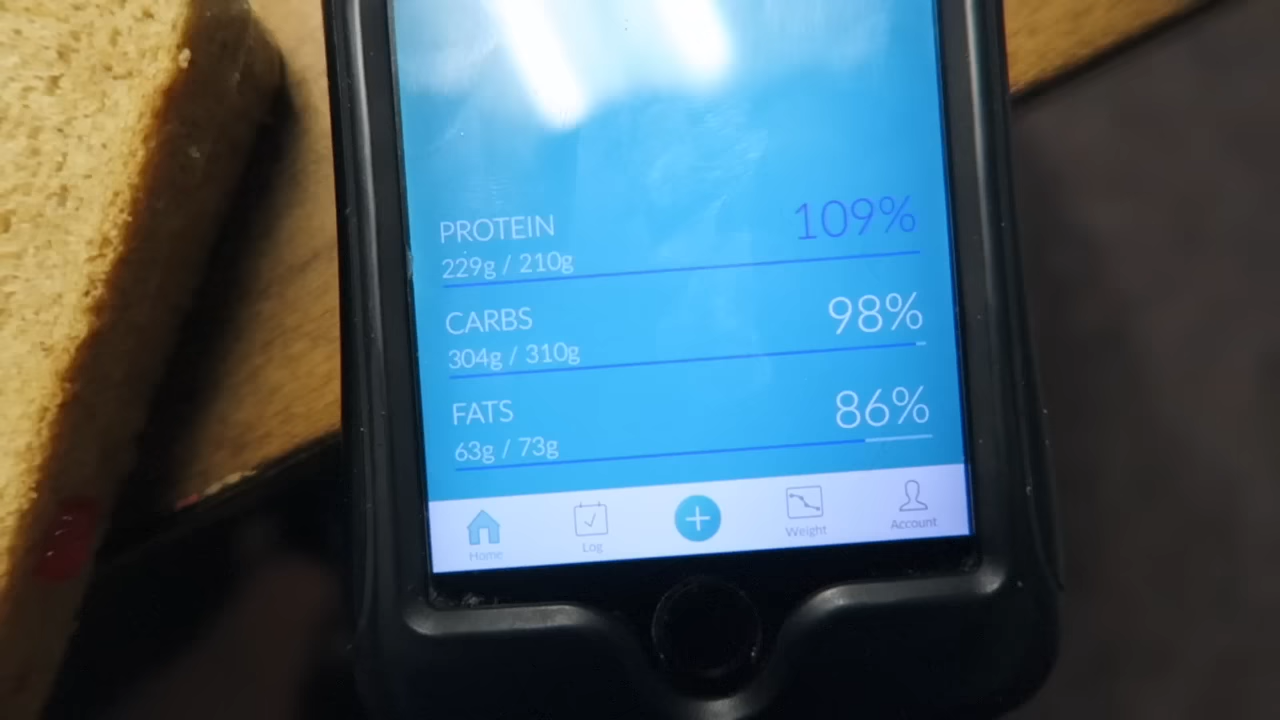 PROTEIN
109%
229g / 210g
CARBS
98%
304g / 310g
FATS
86%
63g / 73g
Home
Log
Weight
Account